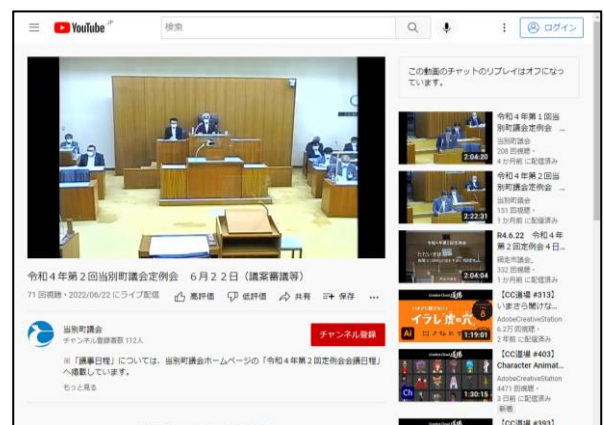 YouTube JP
検索
ログイン
この動画のチャットのリプレイはオフになっ
ています。
令和4年第2回当別町議会定例会 6月22日（議案審議等）
71 回視聴・2022/06/22 にライブ配信
高評価
低評価
共有
保存
当別町議会
チャンネル登録者数 112人
チャンネル登録
※「議事日程」については、当別町議会ホームページの「令和4年第2回定例会会議日程」
へ掲載しています。
もっと見る
令和4年第1回当
別町議会定例会 ...
当別町議会
208 回視聴・
4 か月前 に配信済み
2:04:20
令和4年第2回当
別町議会定例会 ...
当別町議会
151 回視聴・
1 か月前 に配信済み
2:22:31
R4.6.22 令和4年
第2回定例会4日...
網走市議会_
332 回視聴・
1 か月前 に配信済み
2:04:04
【CC道場 #313】
いまさら聞けな...
AdobeCreativeStation
6.2万 回視聴・
2 年前 に配信済み
イラレ虎の穴
Ai
1:19:01
【CC道場 #403】
Character Animat...
AdobeCreativeStation
4471 回視聴・
3 日前 に配信済み
新着
Ch
1:30:15
【CC道場 #393】